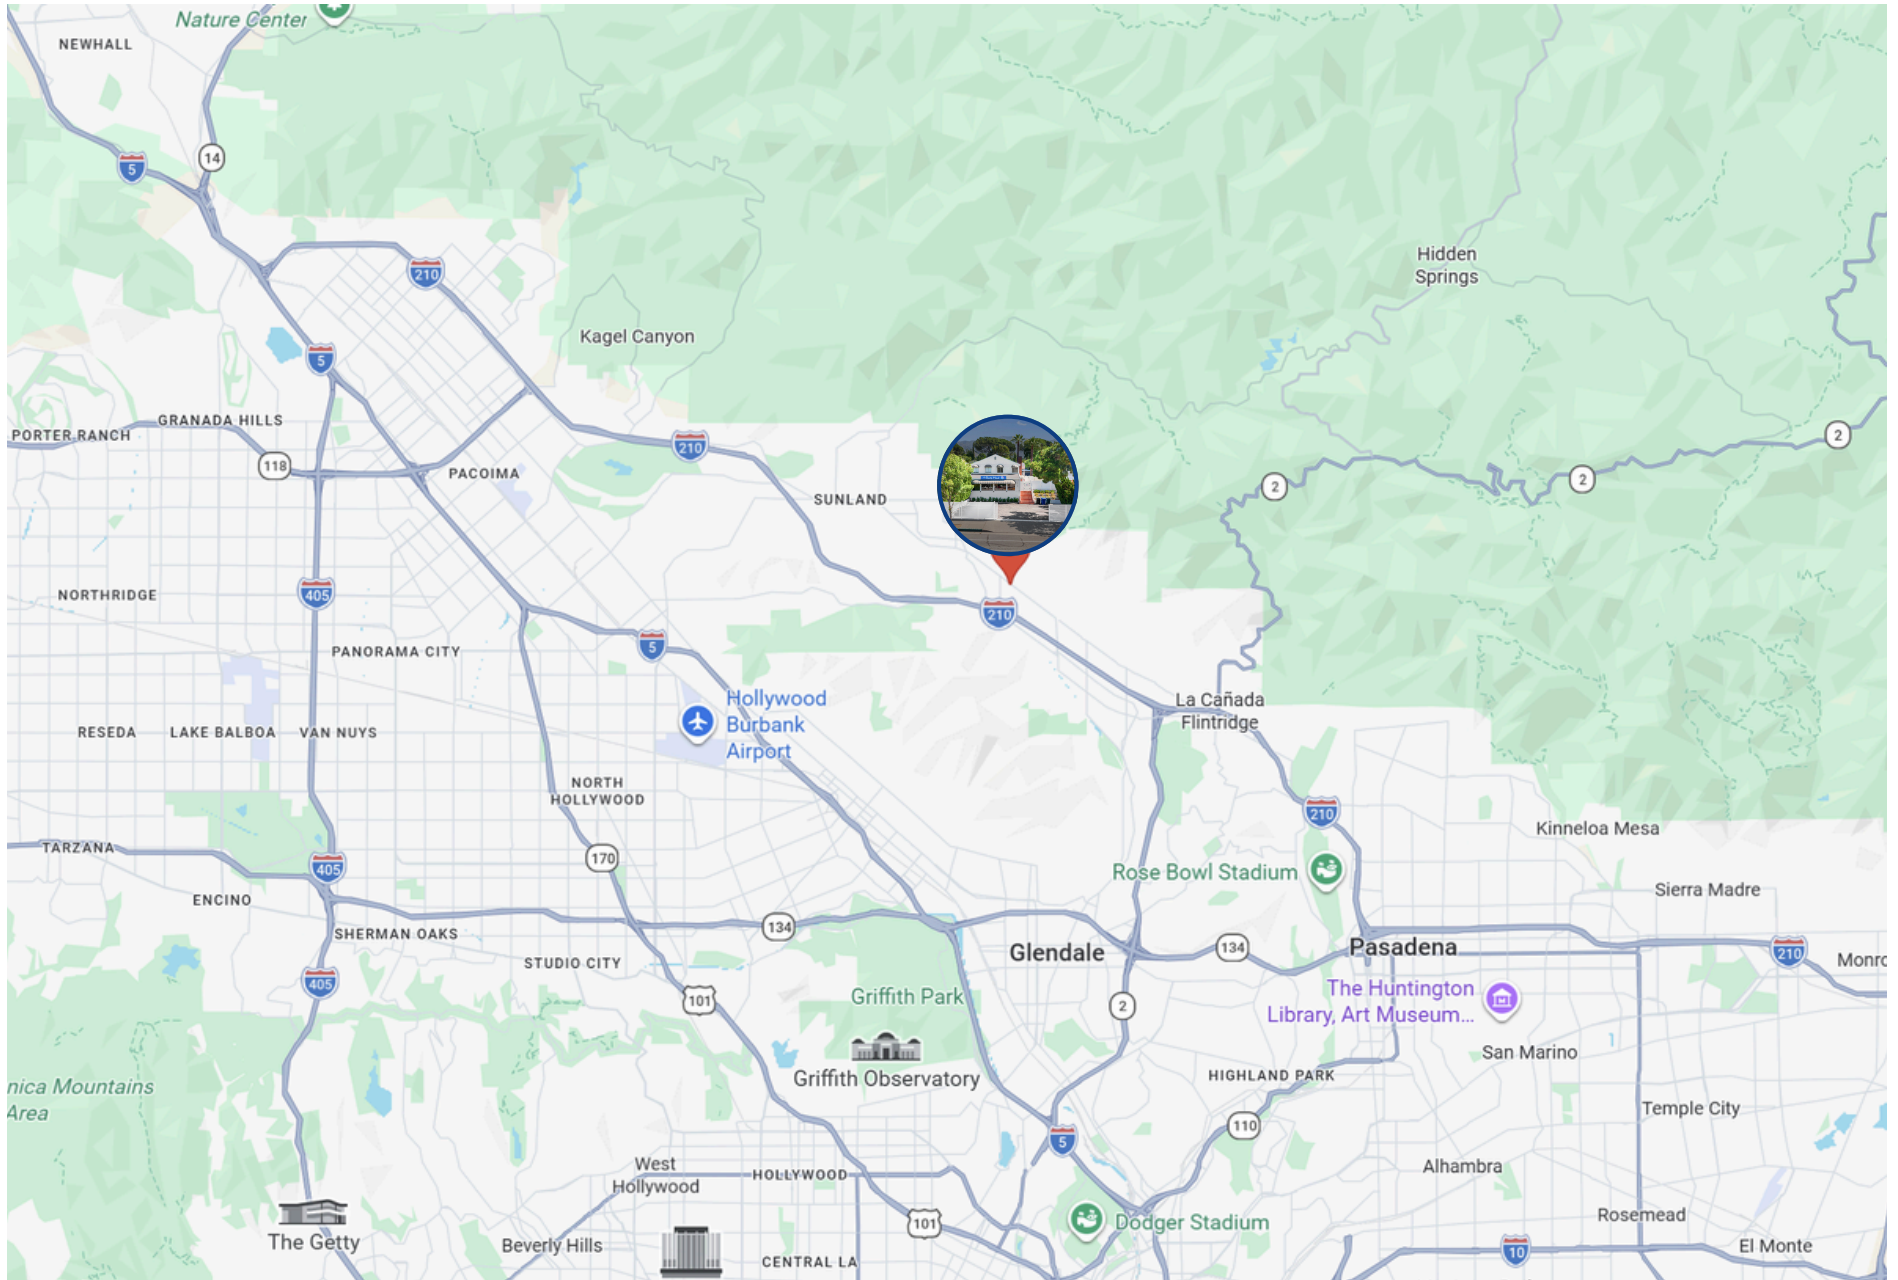 Nature Center
NEWHALL
14
5
Hidden
Springs
210
Kagel Canyon
5
GRANADA HILLS
PORTER RANCH
2
210
118
PACOIMA
2
2
SUNLAND
405
NORTHRIDGE
210
PANORAMA CITY
5
Hollywood
Burbank
Airport
La Cañada
Flintridge
RESEDA
LAKE BALBOA
VAN NUYS
NORTH
HOLLYWOOD
210
Kinneloa Mesa
TARZANA
170
405
Rose Bowl Stadium
Sierra Madre
ENCINO
SHERMAN OAKS
134
134
Glendale
Pasadena
210
Monro
STUDIO CITY
405
101
Griffith Park
2
The Huntington
Library, Art Museum...
San Marino
Griffith Observatory
HIGHLAND PARK
nica Mountains
Area
Temple City
110
5
West
Hollywood
HOLLYWOOD
Alhambra
101
Dodger Stadium
Rosemead
The Getty
Beverly Hills
CENTRAL LA
10
El Monte